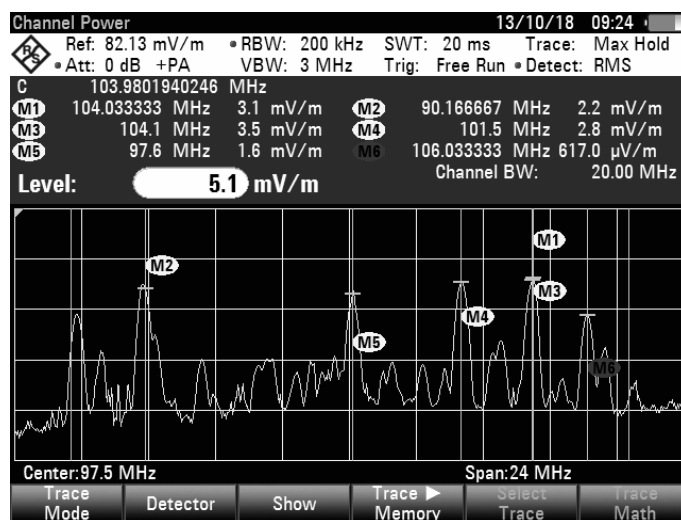 Channel Power 13/10/18 09:24
R&S Ref: 82.13 mV/m • RBW: 200 kHz SWT: 20 ms Trace: Max Hold
• Att: 0 dB +PA VBW: 3 MHz Trig: Free Run • Detect: RMS
C 103.9801940246 MHz
M1 104.033333 MHz 3.1 mV/m M2 90.166667 MHz 2.2 mV/m
M3 104.1 MHz 3.5 mV/m M4 101.5 MHz 2.8 mV/m
M5 97.6 MHz 1.6 mV/m M6 106.033333 MHz 617.0 µV/m
Channel BW: 20.00 MHz
Level: 5.1 mV/m
M1
M2
M3
M4
M5
M6
Center:97.5 MHz Span:24 MHz
Trace Mode Detector Show Trace ▶ Memory Select Trace Trace Math